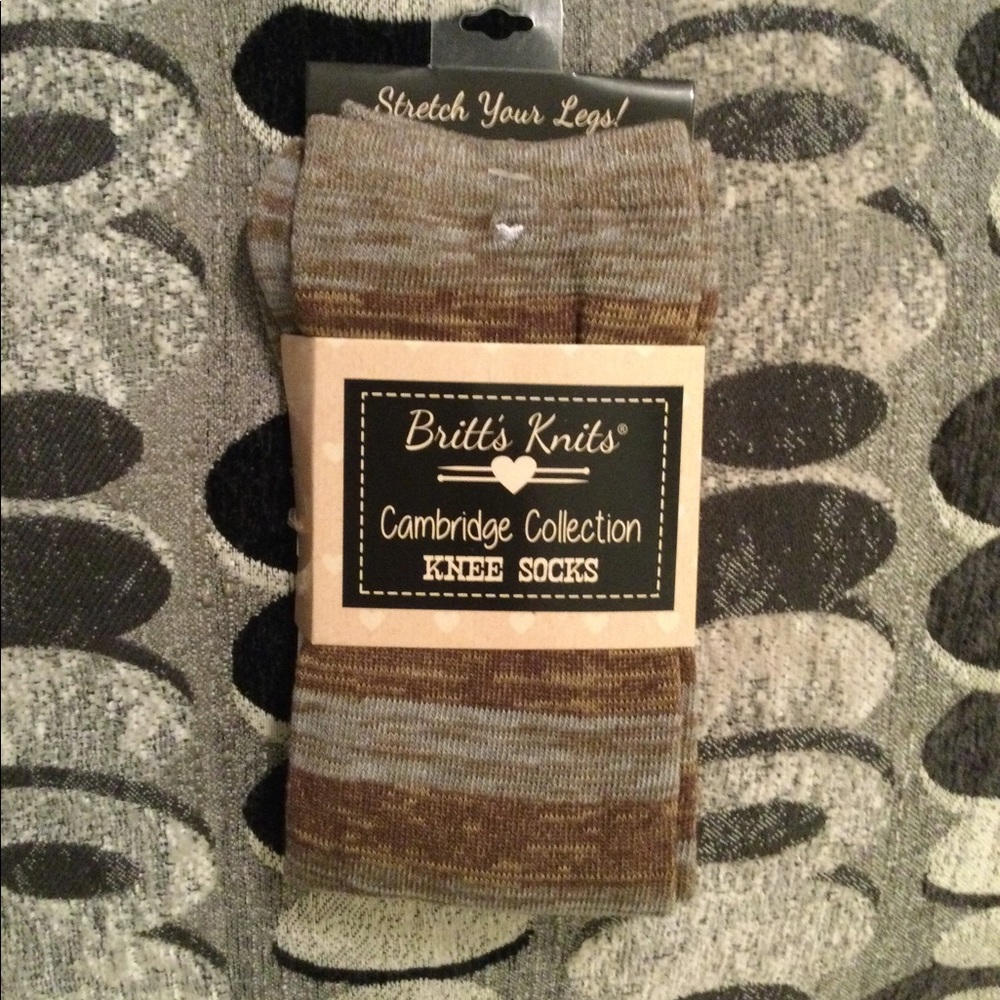 Stretch Your Legs!
Britt's Knits®
Cambridge Collection
KNEE SOCKS